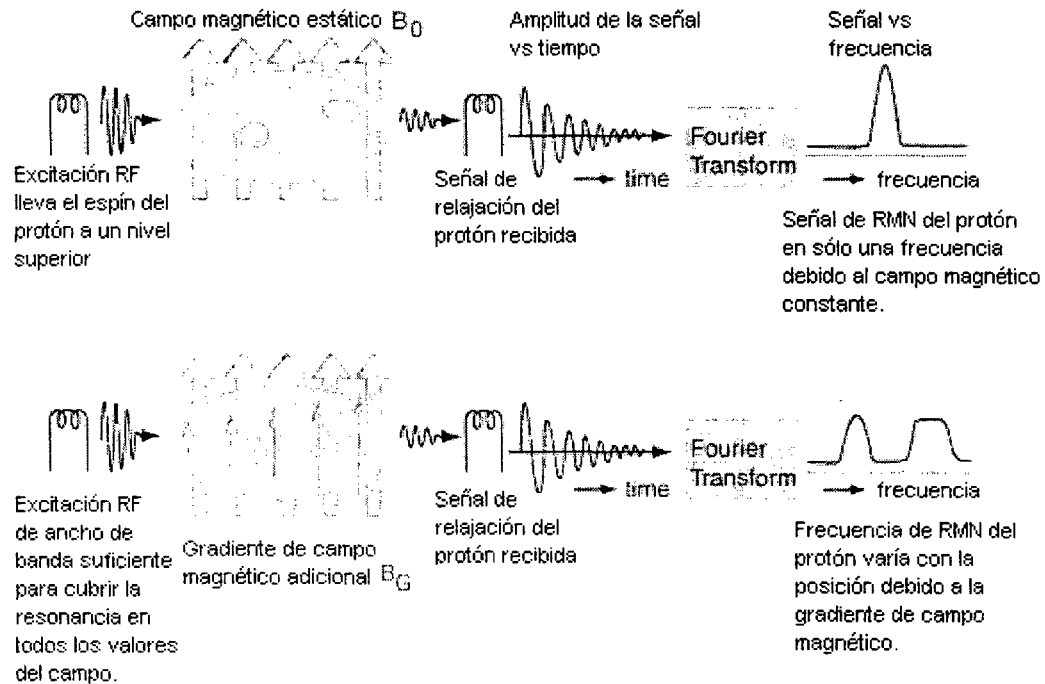 Campo magnético estático B0
Amplitud de la señal
vs tiempo
Señal vs
frecuencia
Excitación RF
lleva el espín del
protón a un nivel
superior
Señal de
relajación del
protón recibida
time
Fourier
Transform
frecuencia
Señal de RMN del protón
en sólo una frecuencia
debido al campo magnético
constante.
Excitación RF
de ancho de
banda suficiente
para cubrir la
resonancia en
todos los valores
del campo.
Gradiente de campo
magnético adicional BG
Señal de
relajación del
protón recibida
time
Fourier
Transform
frecuencia
Frecuencia de RMN del
protón varía con la
posición debido a la
gradiente de campo
magnético.